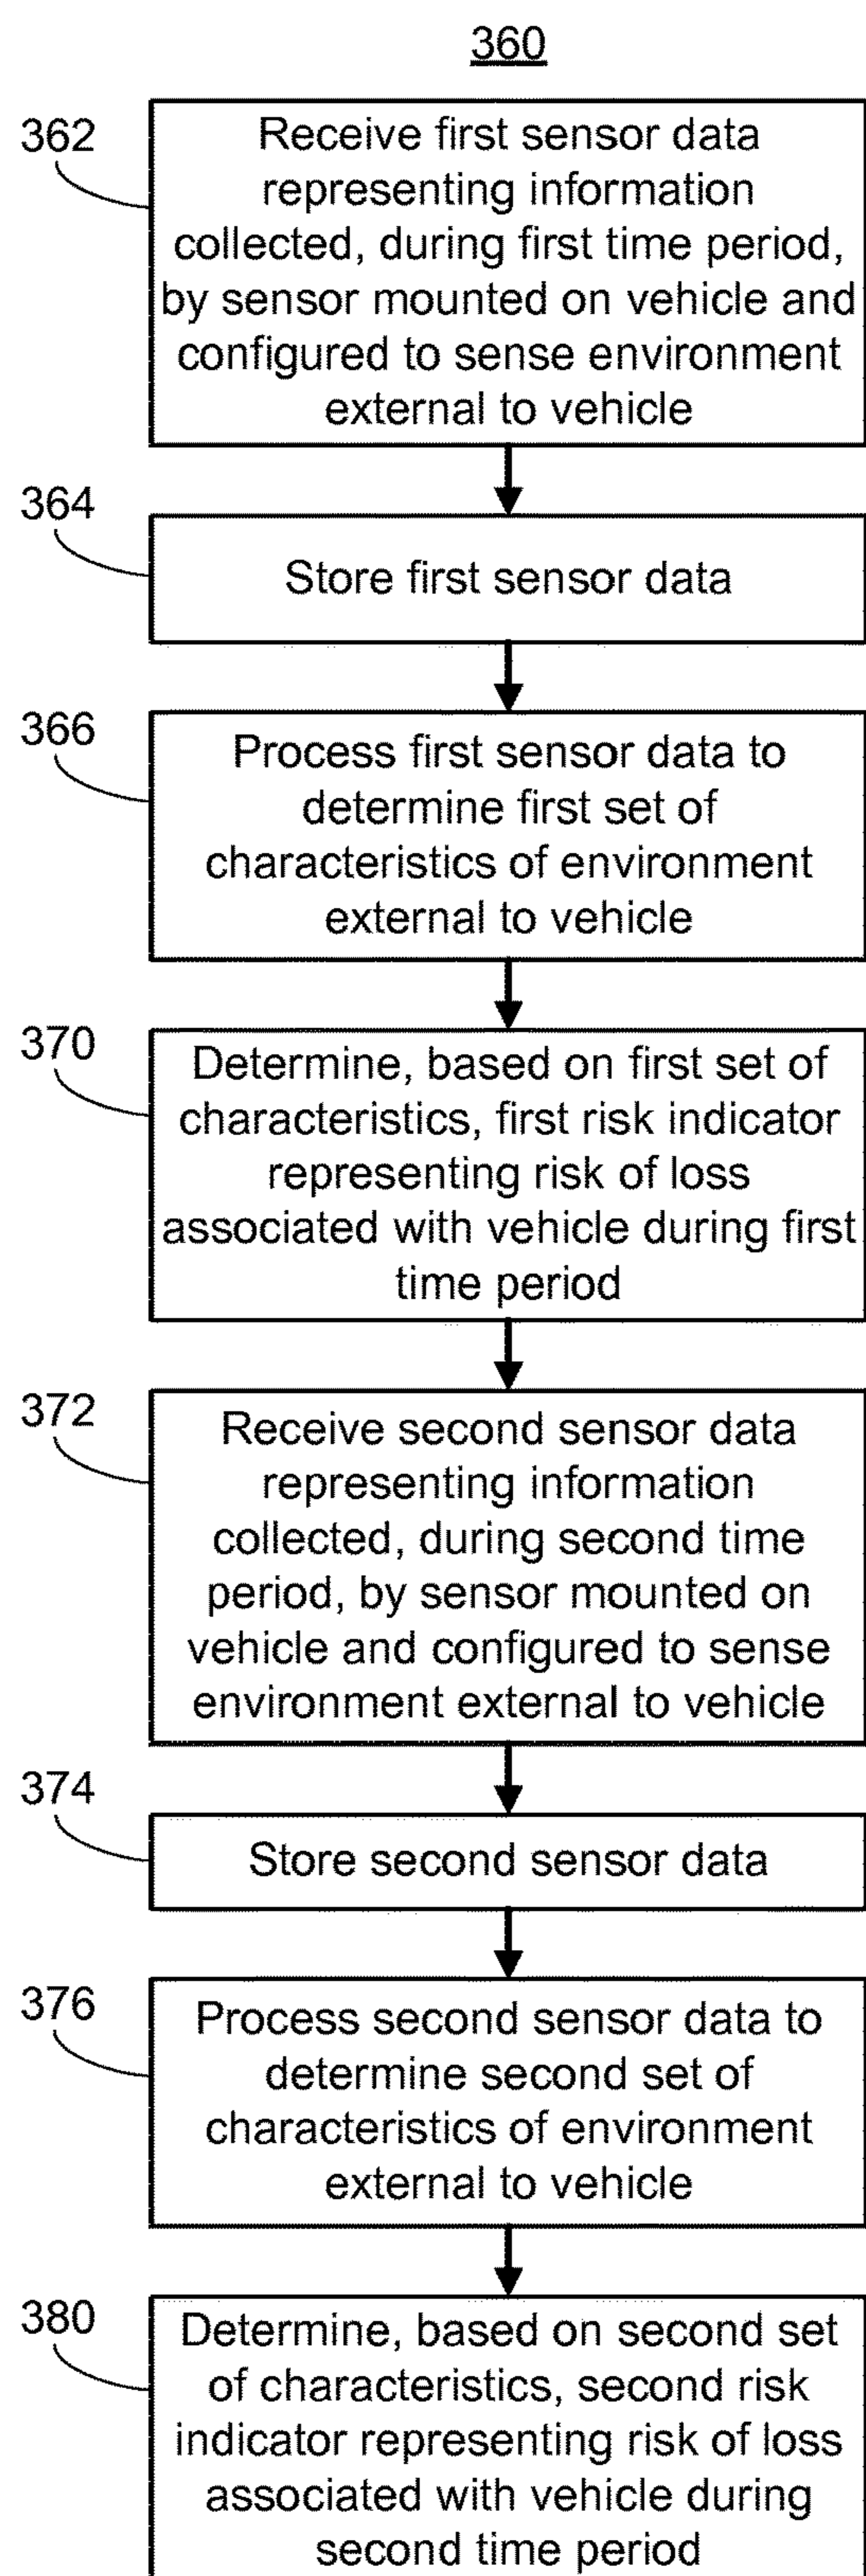 360
362
Receive first sensor data
representing information
collected, during first time period,
by sensor mounted on vehicle and
configured to sense environment
external to vehicle
364
Store first sensor data
366
Process first sensor data to
determine first set of
characteristics of environment
external to vehicle
370
Determine, based on first set of
characteristics, first risk indicator
representing risk of loss
associated with vehicle during first
time period
372
Receive second sensor data
representing information
collected, during second time
period, by sensor mounted on
vehicle and configured to sense
environment external to vehicle
374
Store second sensor data
376
Process second sensor data to
determine second set of
characteristics of environment
external to vehicle
380
Determine, based on second set
of characteristics, second risk
indicator representing risk of loss
associated with vehicle during
second time period